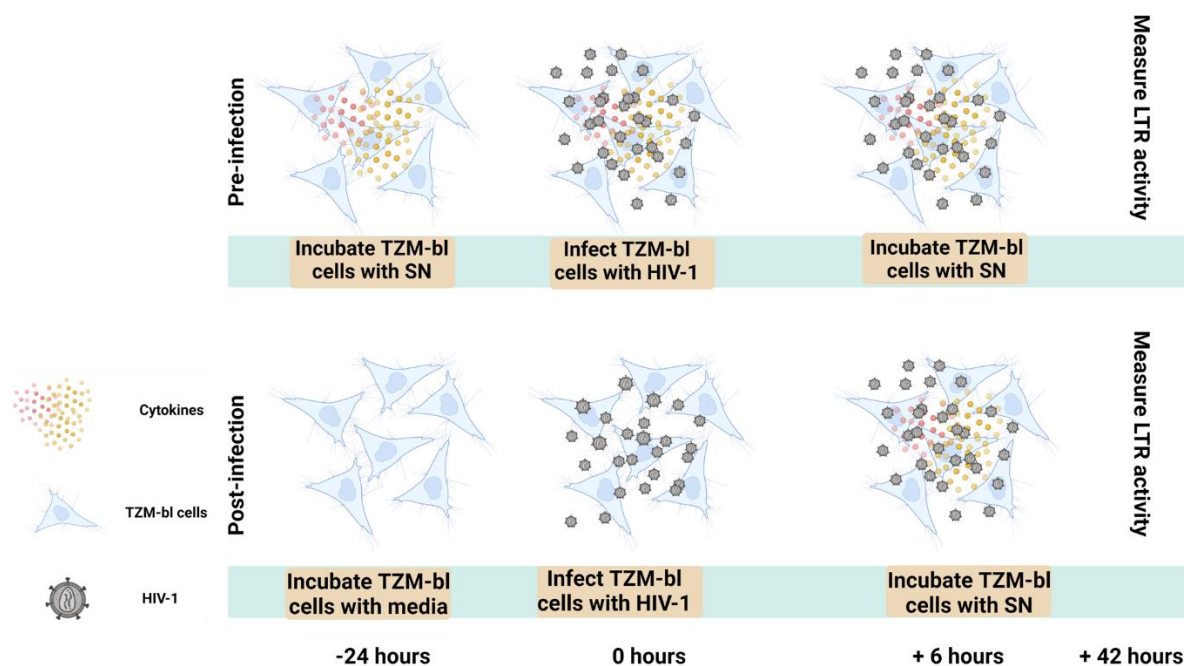 Pre-infection
Incubate TZM-bl
cells with SN
Infect TZM-bl
cells with HIV-1
Incubate TZM-bl
cells with SN
Measure LTR activity
Cytokines
TZM-bl cells
HIV-1
Post-infection
Incubate TZM-bl
cells with media
Infect TZM-bl
cells with HIV-1
Incubate TZM-bl
cells with SN
Measure LTR activity
-24 hours
0 hours
+ 6 hours
+ 42 hours